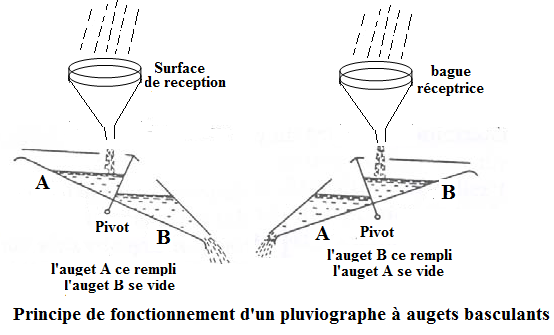 Surface
de reception
A
B
Pivot
l'auget A ce rempli
l'auget B se vide
bague
réceptrice
B
A
Pivot
l'auget B ce rempli
l'auget A se vide
Principe de fonctionnement d'un pluviographe à augets basculants